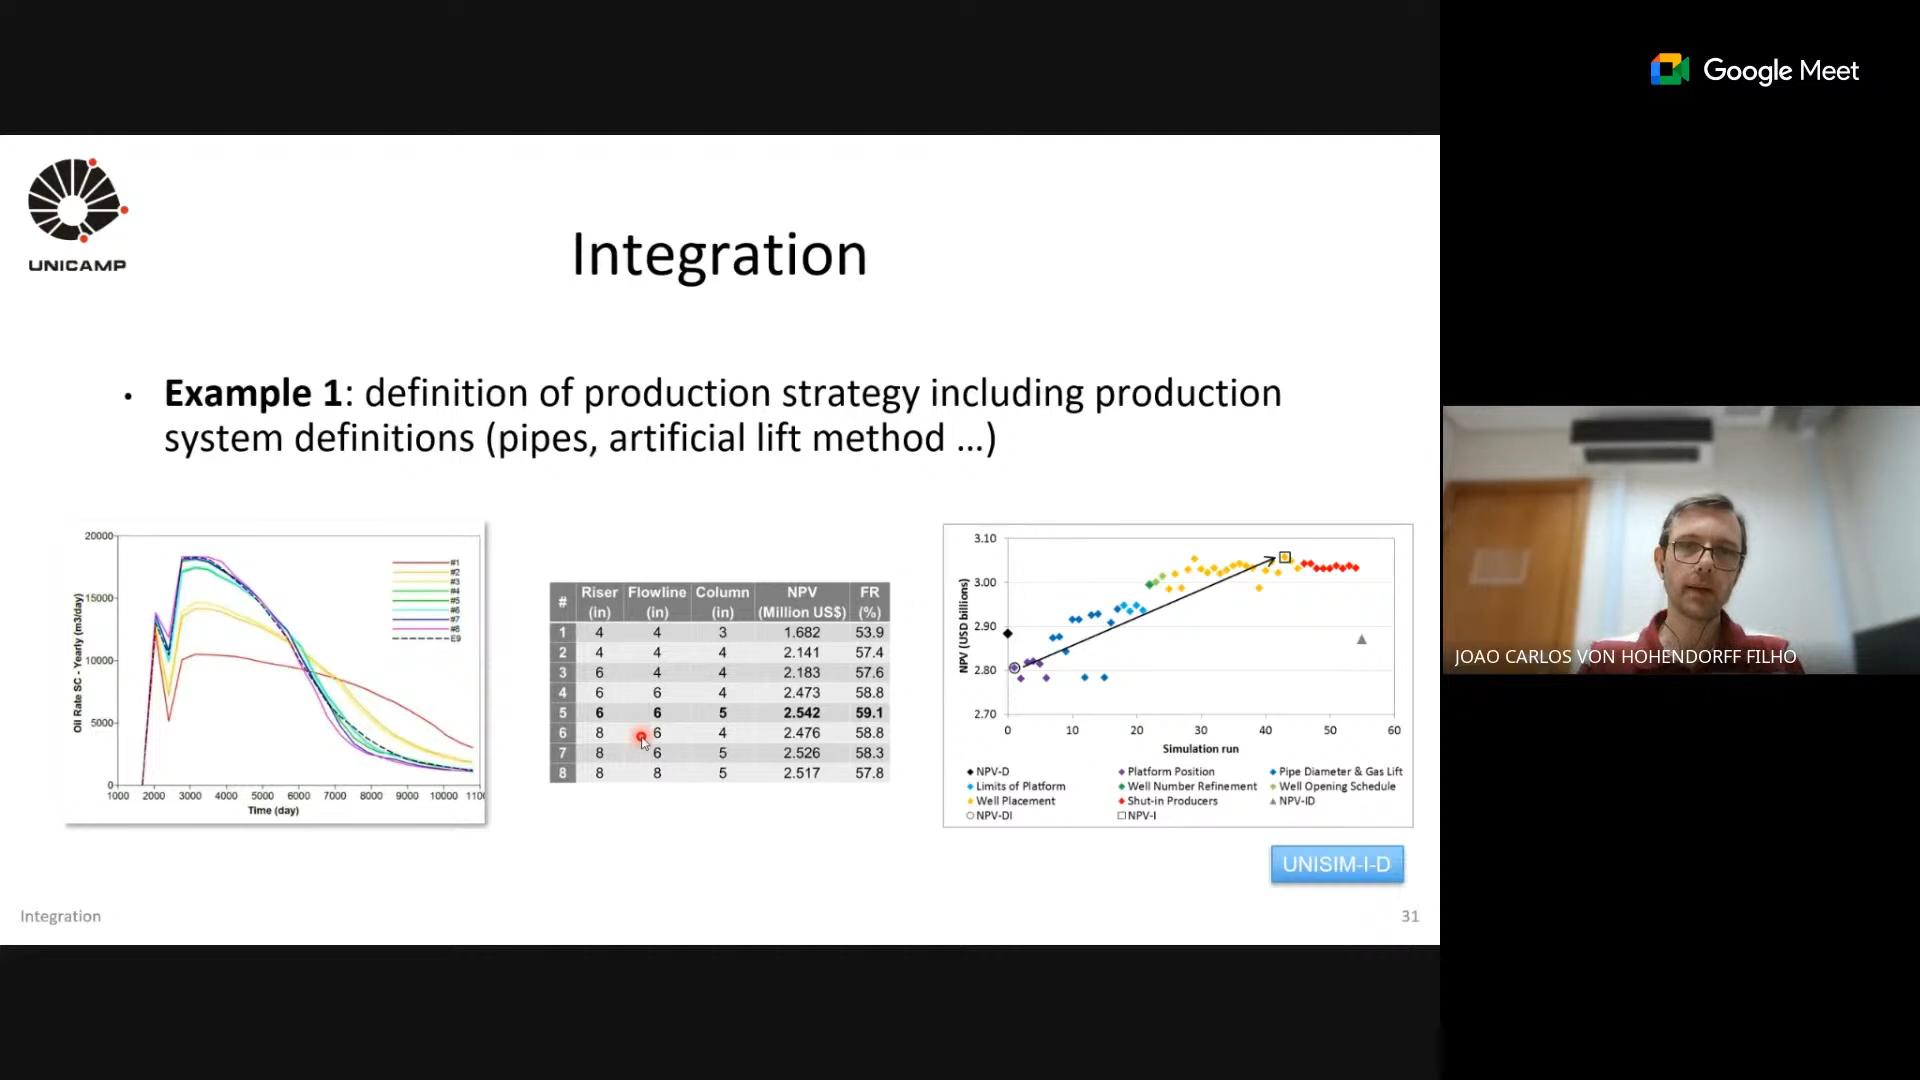 Google Meet
UNICAMP
Integration
• Example 1: definition of production strategy including production
system definitions (pipes, artificial lift method ...)
20000
15000
10000
5000
0
Oil Rate SC - Yearly (m3/day)
#1
#2
#3
#4
#5
#6
#7
#8
E9
1000 2000 3000 4000 5000 6000 7000 8000 9000 10000 1100
Time (day)
# Riser (in) Flowline (in) Column (in) NPV (Million US$) FR (%)
1 4 4 3 1.682 53.9
2 4 4 4 2.141 57.4
3 6 4 4 2.183 57.6
4 6 6 4 2.473 58.8
5 6 6 5 2.542 59.1
6 8 6 4 2.476 58.8
7 8 6 5 2.526 58.3
8 8 8 5 2.517 57.8
3.10
3.00
2.90
2.80
2.70
NPV (USD billions)
0 10 20 30 40 50 60
Simulation run
NPV-D Platform Position Pipe Diameter & Gas Lift
Limits of Platform Well Number Refinement Well Opening Schedule
Well Placement Shut-in Producers NPV-ID
NPV-DI NPV-I
UNISIM-I-D
Integration
31
JOAO CARLOS VON HOHENDORFF FILHO